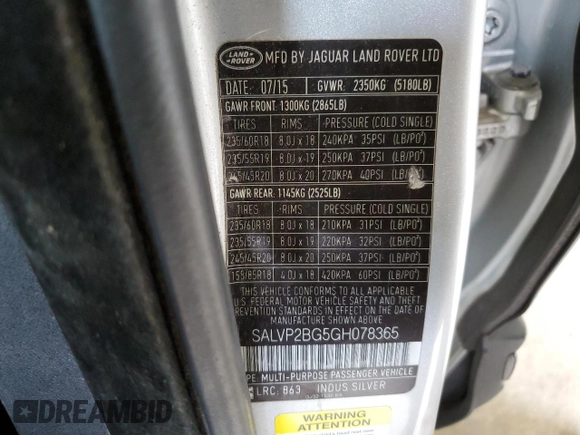 LAND ROVER
MFD BY JAGUAR LAND ROVER LTD
DATE: 07/15 GVWR: 2350KG (5180LB)
GAWR FRONT: 1300KG (2865LB)
TIRES RIMS PRESSURE (COLD SINGLE)
235/60R18 8.0J x 18 240KPA 35PSI (LB/PO²)
235/55R19 8.0J x 19 250KPA 37PSI (LB/PO²)
245/45R20 8.0J x 20 270KPA 40PSI (LB/PO²)
GAWR REAR: 1145KG (2525LB)
TIRES RIMS PRESSURE (COLD SINGLE)
235/60R18 8.0J x 18 210KPA 31PSI (LB/PO²)
235/55R19 8.0J x 19 220KPA 32PSI (LB/PO²)
245/45R20 8.0J x 20 250KPA 37PSI (LB/PO²)
155/85R18 4.0J x 18 420KPA 60PSI (LB/PO²)
THIS VEHICLE CONFORMS TO ALL APPLICABLE
U.S. FEDERAL MOTOR VEHICLE SAFETY, BUMPER, AND THEFT
PREVENTION STANDARDS IN EFFECT ON THE DATE
OF MANUFACTURE SHOWN ABOVE.
SALVP2BG5GH078365
PE: MULTI-PURPOSE PASSENGER VEHICLE
LRC: 863 INDUS SILVER
WARNING
ATTENTION
DREAMBID